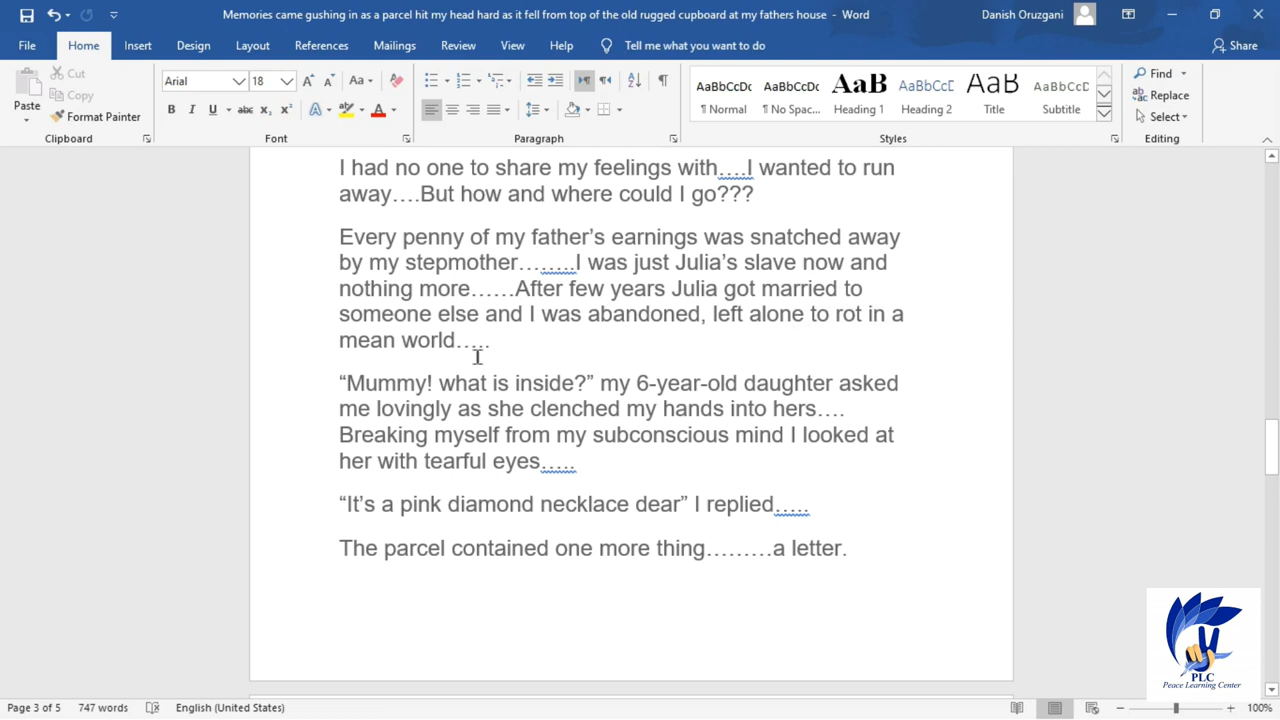 Memories came gushing in as a parcel hit my head hard as it fell from top of the old rugged cupboard at my fathers house - Word
Danish Oruzgani
File Home Insert Design Layout References Mailings Review View Help Tell me what you want to do Share
Paste
Cut
Copy
Format Painter
Clipboard
Arial 18
Font
Paragraph
AaBbCcDc AaBbCcDc AaB AaBbCcD AaB AaBbCcD
¶ Normal ¶ No Spac... Heading 1 Heading 2 Title Subtitle
Styles
Find
Replace
Select
Editing
I had no one to share my feelings with….I wanted to run
away….But how and where could I go???
Every penny of my father’s earnings was snatched away
by my stepmother……..I was just Julia’s slave now and
nothing more……After few years Julia got married to
someone else and I was abandoned, left alone to rot in a
mean world…..
“Mummy! what is inside?” my 6-year-old daughter asked
me lovingly as she clenched my hands into hers….
Breaking myself from my subconscious mind I looked at
her with tearful eyes…..
“It’s a pink diamond necklace dear” I replied…..
The parcel contained one more thing………a letter.
PLC
Peace Learning Center
Page 3 of 5 747 words English (United States) 100%